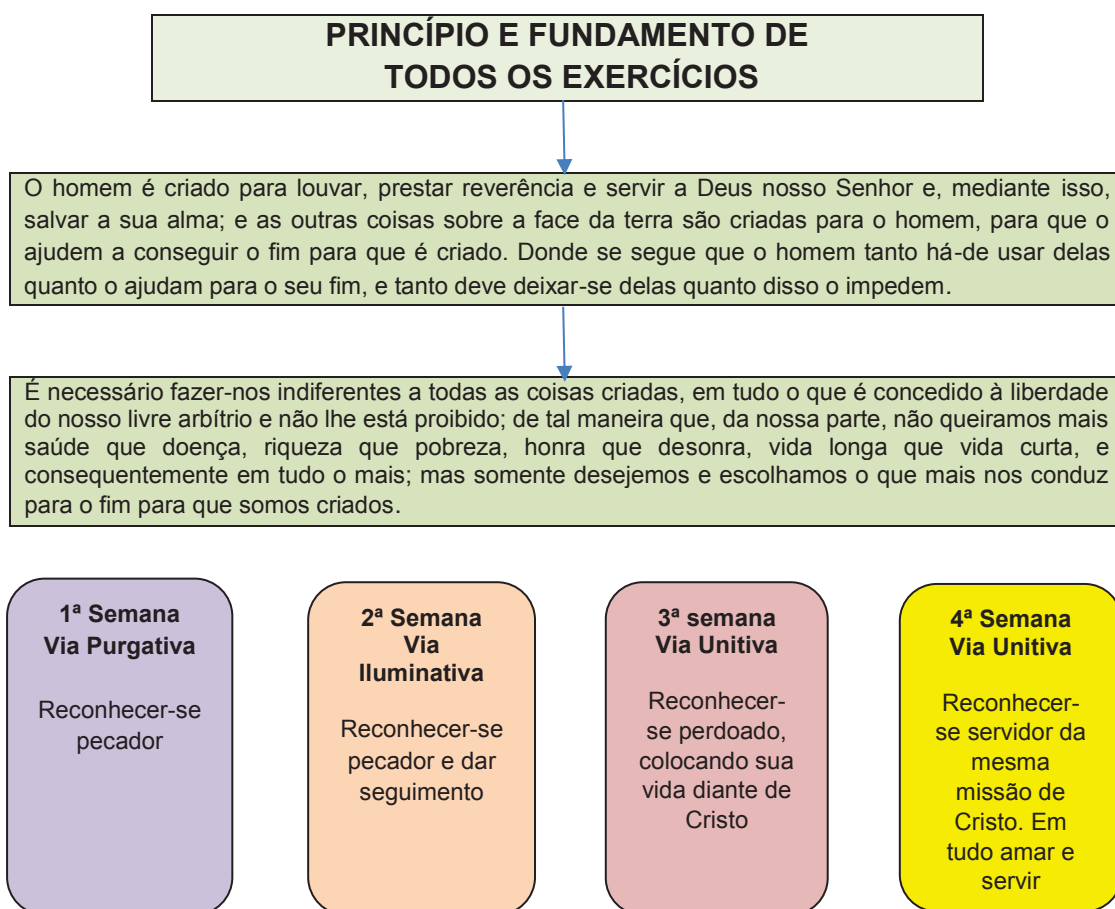 PRINCÍPIO E FUNDAMENTO DE
TODOS OS EXERCÍCIOS
O homem é criado para louvar, prestar reverência e servir a Deus nosso Senhor e, mediante isso,
salvar a sua alma; e as outras coisas sobre a face da terra são criadas para o homem, para que o
ajudem a conseguir o fim para que é criado. Donde se segue que o homem tanto há-de usar delas
quanto o ajudam para o seu fim, e tanto deve deixar-se delas quanto disso o impedem.
É necessário fazer-nos indiferentes a todas as coisas criadas, em tudo o que é concedido à liberdade
do nosso livre arbítrio e não lhe está proibido; de tal maneira que, da nossa parte, não queiramos mais
saúde que doença, riqueza que pobreza, honra que desonra, vida longa que vida curta, e
consequentemente em tudo o mais; mas somente desejemos e escolhamos o que mais nos conduz
para o fim para que somos criados.
1ª Semana
Via Purgativa
Reconhecer-se
pecador
2ª Semana
Via
Iluminativa
Reconhecer-se
pecador e dar
seguimento
3ª semana
Via Unitiva
Reconhecer-
se perdoado,
colocando sua
vida diante de
Cristo
4ª Semana
Via Unitiva
Reconhecer-
se servidor da
mesma
missão de
Cristo. Em
tudo amar e
servir